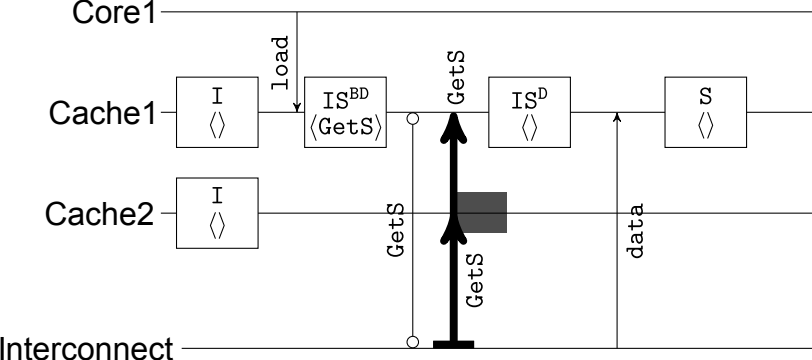 Core1
load
GetS
Cache1
I
⟨⟩
IS^BD
⟨GetS⟩
IS^D
⟨⟩
S
⟨⟩
Cache2
I
⟨⟩
GetS
GetS
data
Interconnect